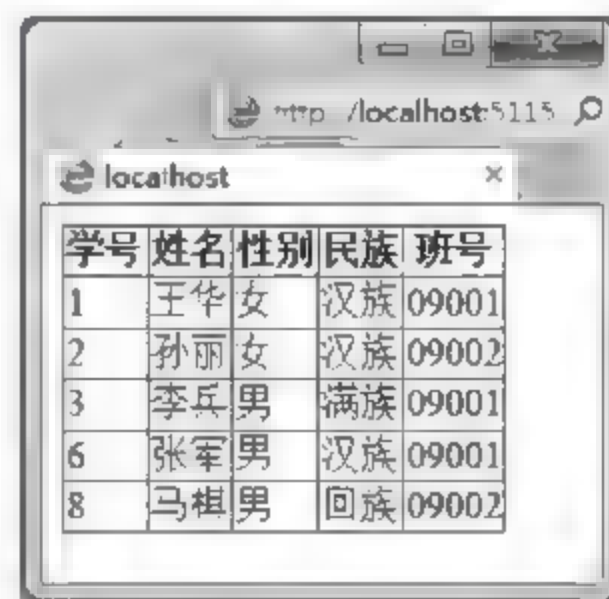 http //localhost:5115
localhost
学号 姓名 性别 民族 班号
1 王华 女 汉族 09001
2 孙丽 女 汉族 09002
3 李兵 男 满族 09001
6 张军 男 汉族 09001
8 马棋 男 回族 09002